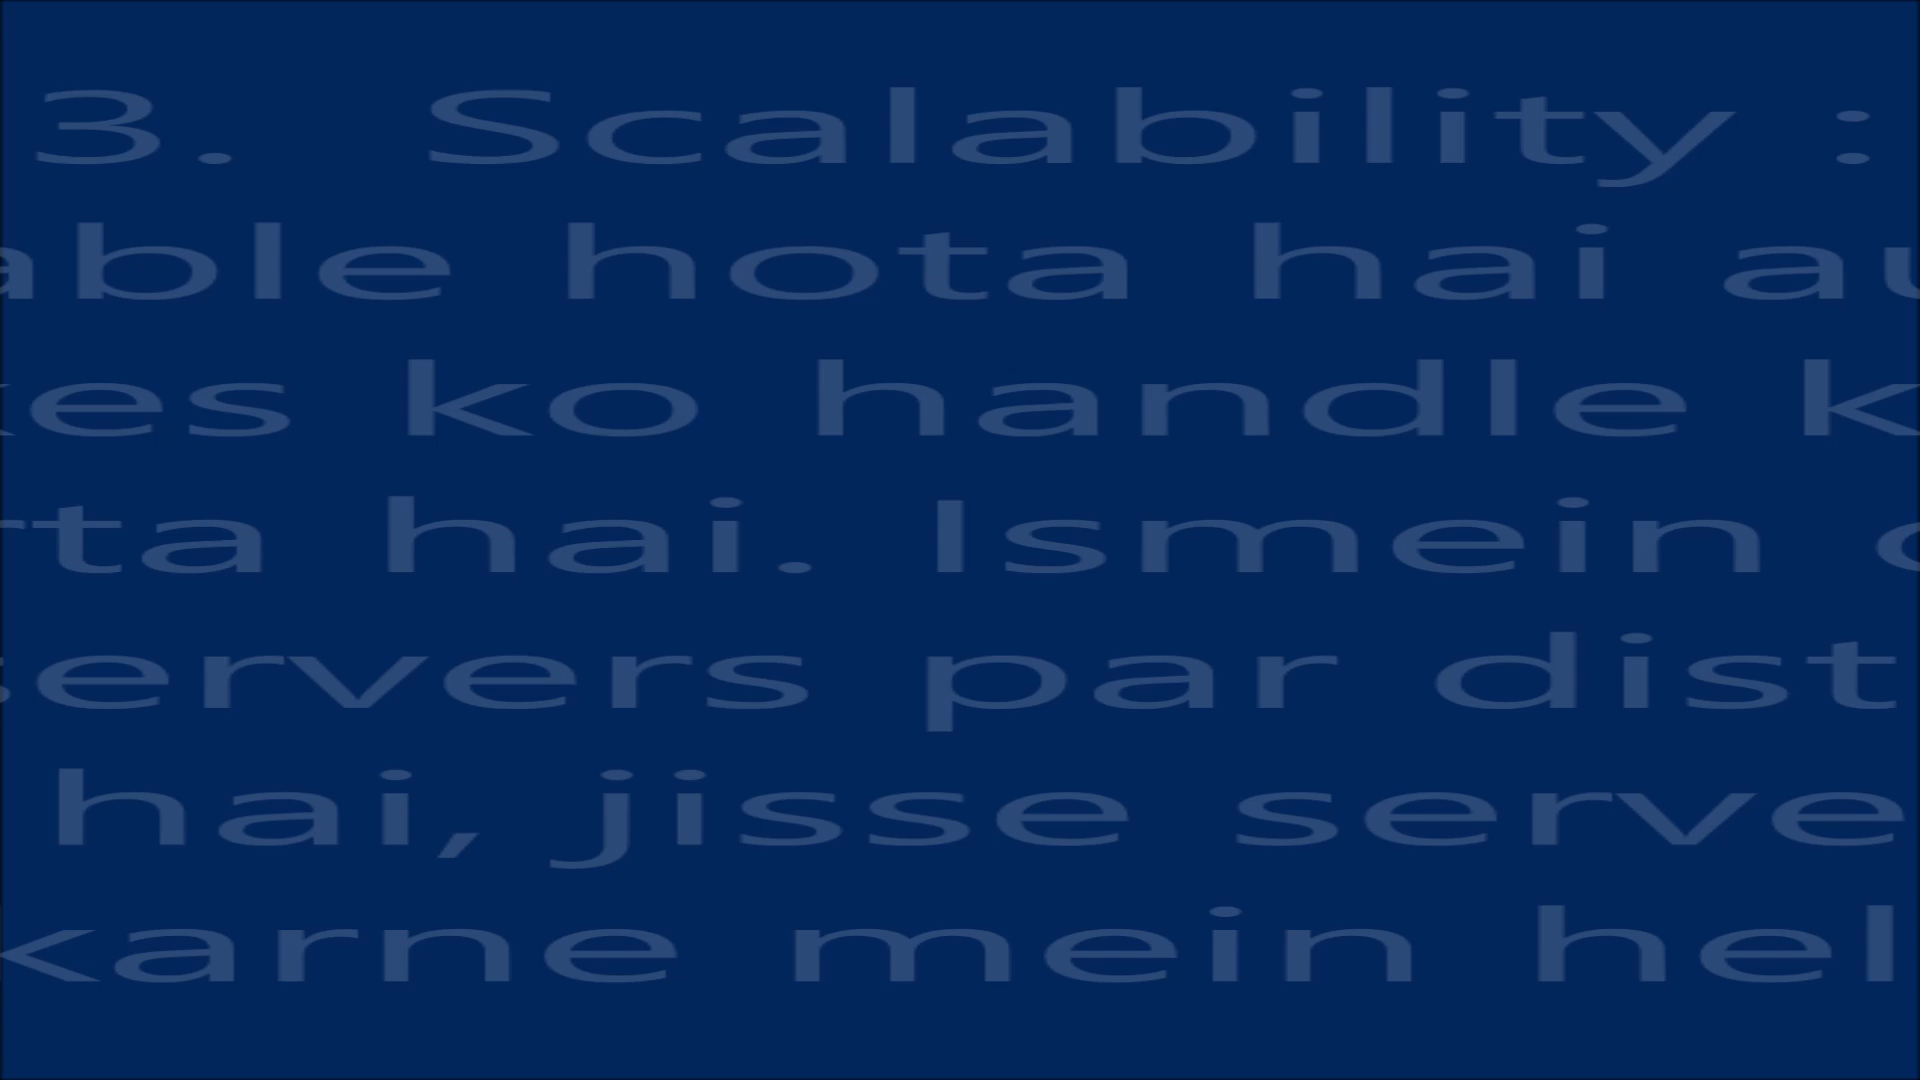 3. Scalability :
able hota hai au
kes ko handle k
rta hai. Ismein
servers par dist
hai, jisse serve
karne mein hel